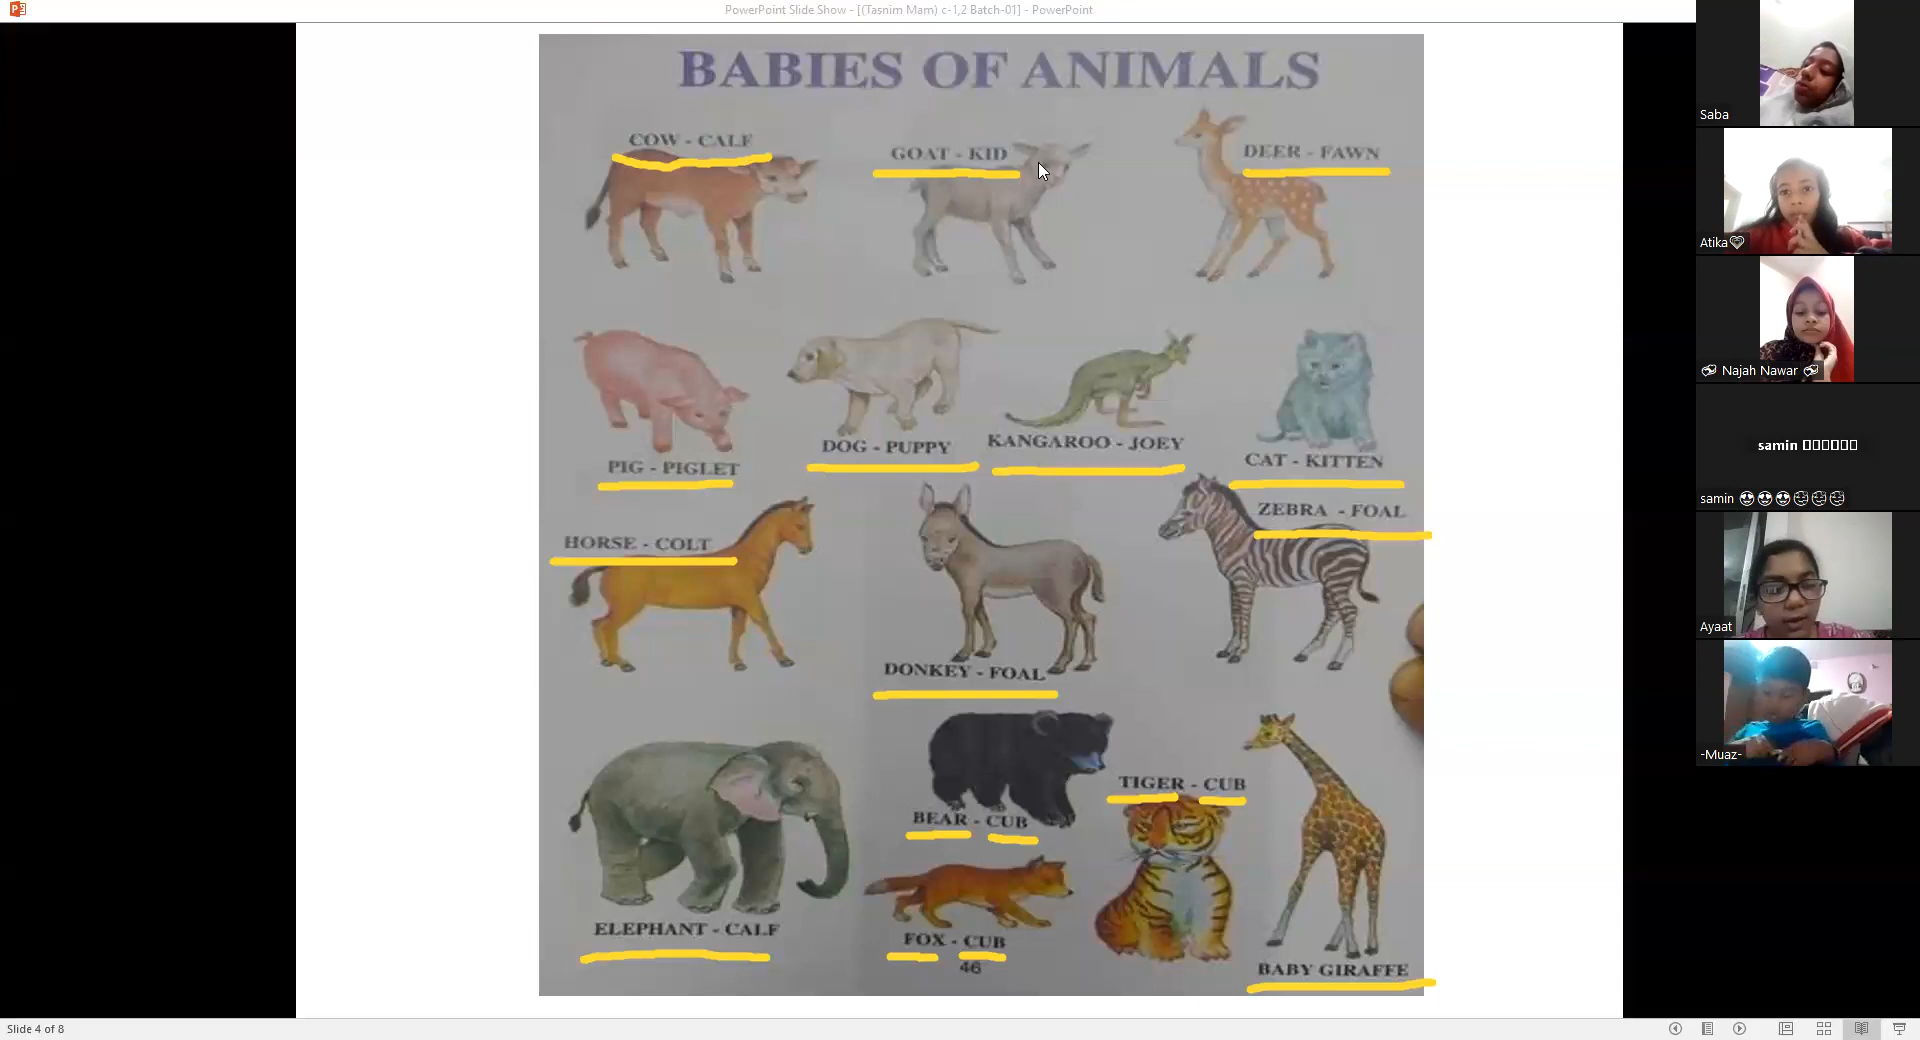 PowerPoint Slide Show - [(Tasnim Mam) c-1,2 Batch-01] - PowerPoint
BABIES OF ANIMALS
COW - CALF
GOAT - KID
DEER - FAWN
PIG - PIGLET
DOG - PUPPY
KANGAROO - JOEY
CAT - KITTEN
HORSE - COLT
DONKEY - FOAL
ZEBRA - FOAL
ELEPHANT - CALF
BEAR - CUB
TIGER - CUB
FOX - CUB
BABY GIRAFFE
46
Saba
Atika
Najah Nawar
samin
samin
Ayaat
-Muaz-
Slide 4 of 8